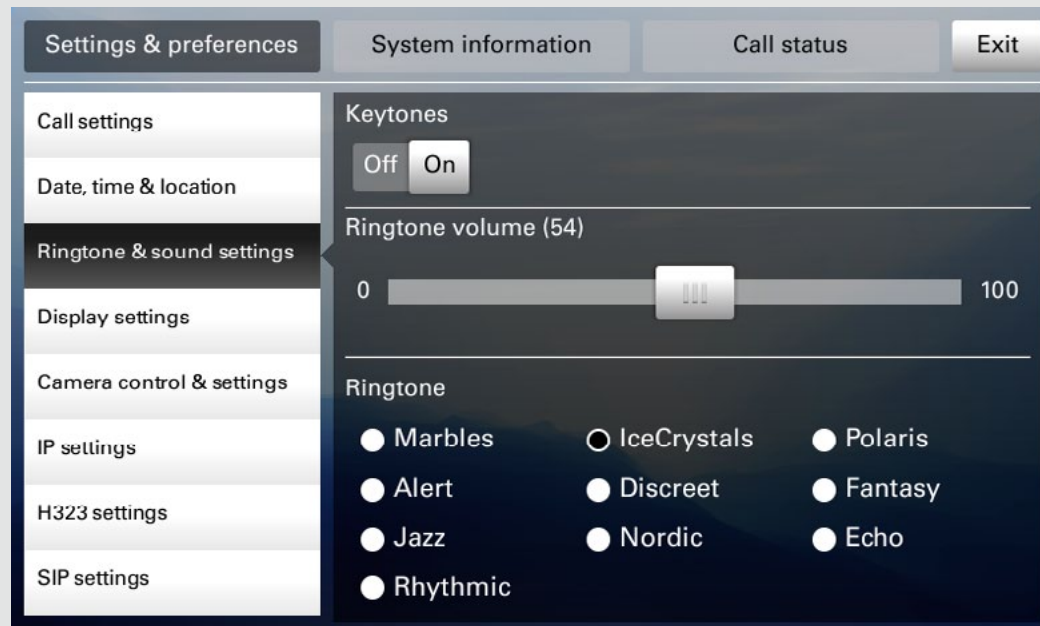 Settings & preferences System information Call status Exit
Call settings
Date, time & location
Ringtone & sound settings
Display settings
Camera control & settings
IP settings
H323 settings
SIP settings
Keytones
Off On
Ringtone volume (54)
0 100
Ringtone
Marbles IceCrystals Polaris
Alert Discreet Fantasy
Jazz Nordic Echo
Rhythmic